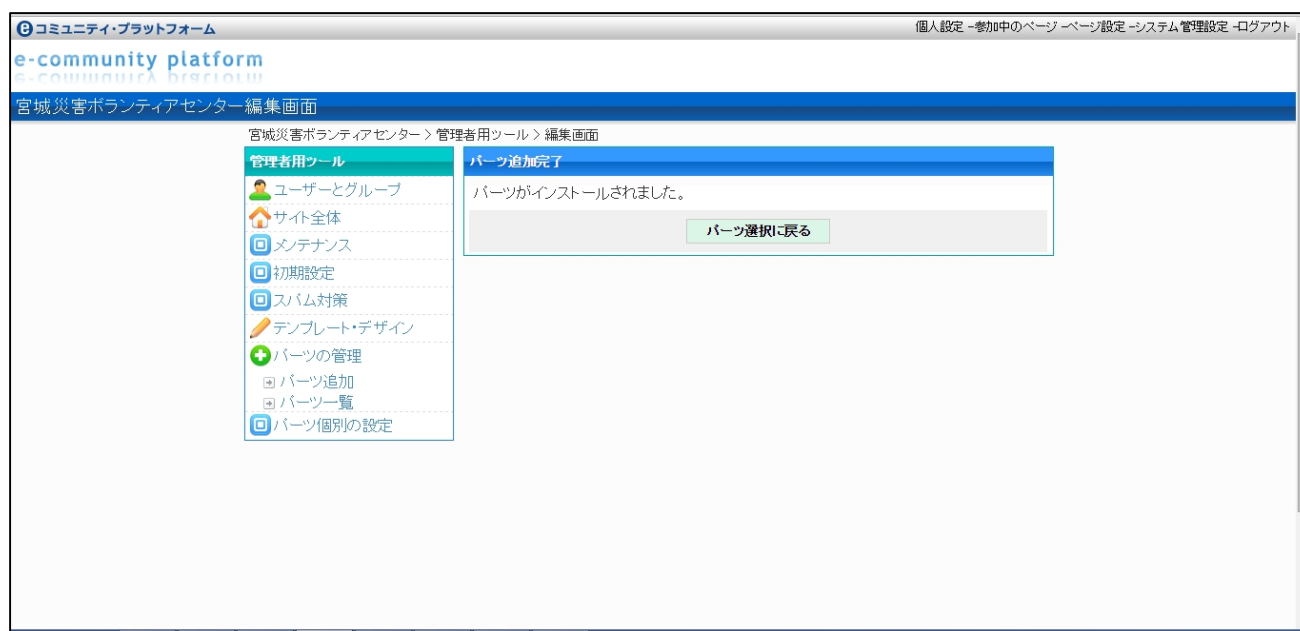 eコミュニティ・プラットフォーム
個人設定 -参加中のページ -ページ設定 -システム管理設定 -ログアウト
e-community platform
宮城災害ボランティアセンター編集画面
宮城災害ボランティアセンター > 管理者用ツール > 編集画面
管理者用ツール
ユーザーとグループ
サイト全体
メンテナンス
初期設定
スパム対策
テンプレート・デザイン
パーツの管理
パーツ追加
パーツ一覧
パーツ個別の設定
パーツ追加完了
パーツがインストールされました。
パーツ選択に戻る